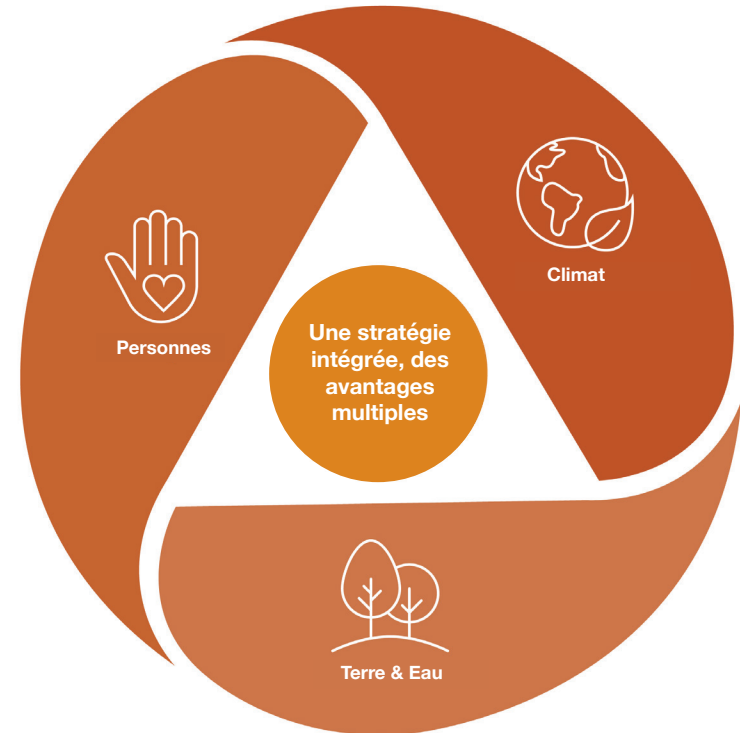 Climat
Personnes
Une stratégie
intégrée, des
avantages
multiples
Terre & Eau